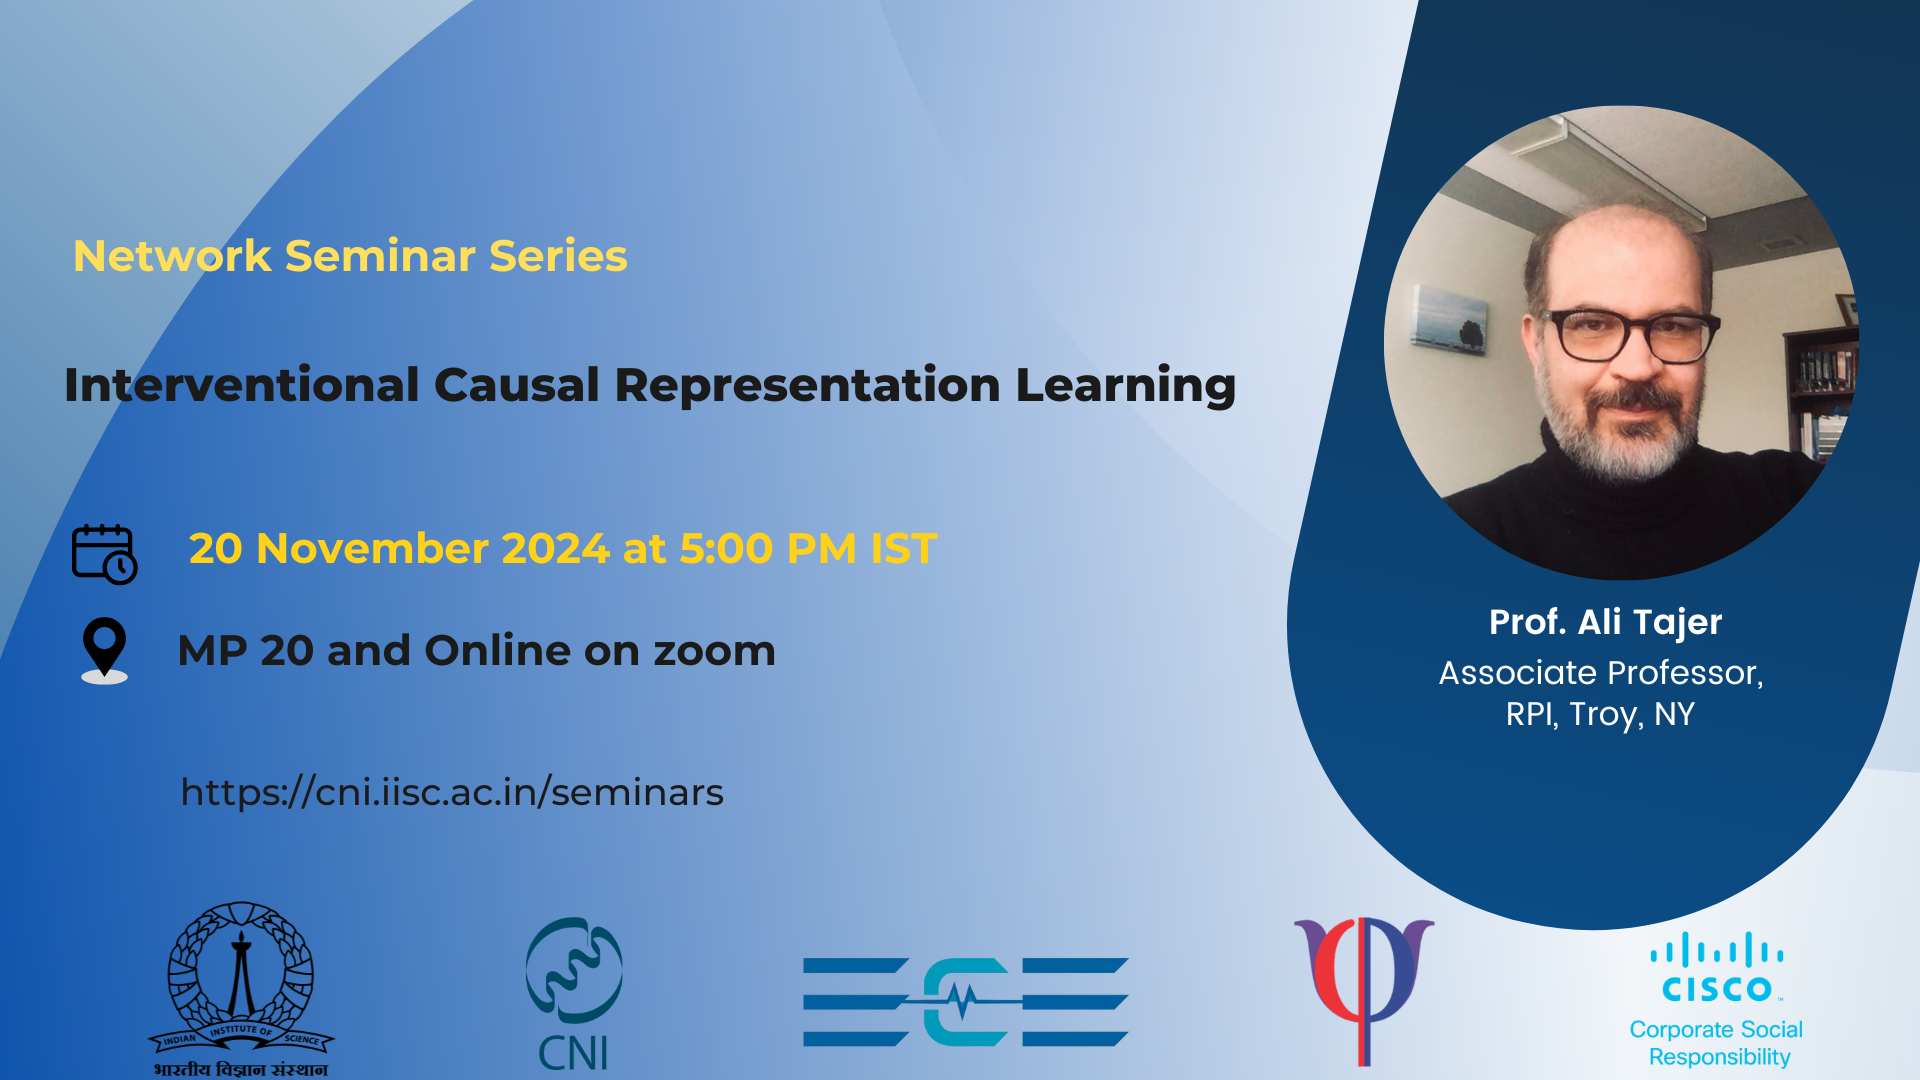 Network Seminar Series
Interventional Causal Representation Learning
20 November 2024 at 5:00 PM IST
MP 20 and Online on zoom
https://cni.iisc.ac.in/seminars
Prof. Ali Tajer
Associate Professor,
RPI, Troy, NY
INDIAN INSTITUTE OF SCIENCE
भारतीय विज्ञान संस्थान
CNI
ECE
CISCO
Corporate Social
Responsibility